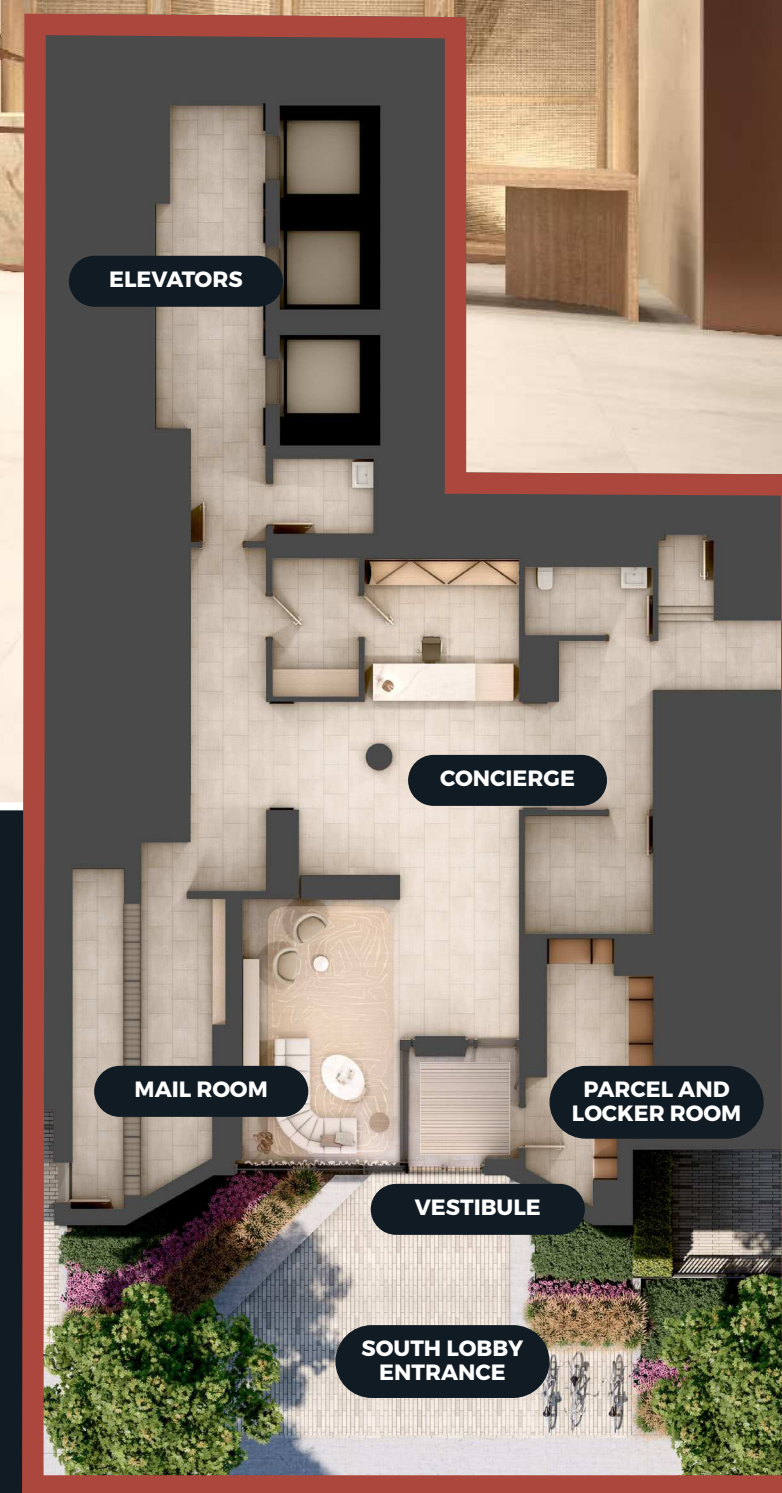 ELEVATORS
CONCIERGE
MAIL ROOM
PARCEL AND
LOCKER ROOM
VESTIBULE
SOUTH LOBBY
ENTRANCE